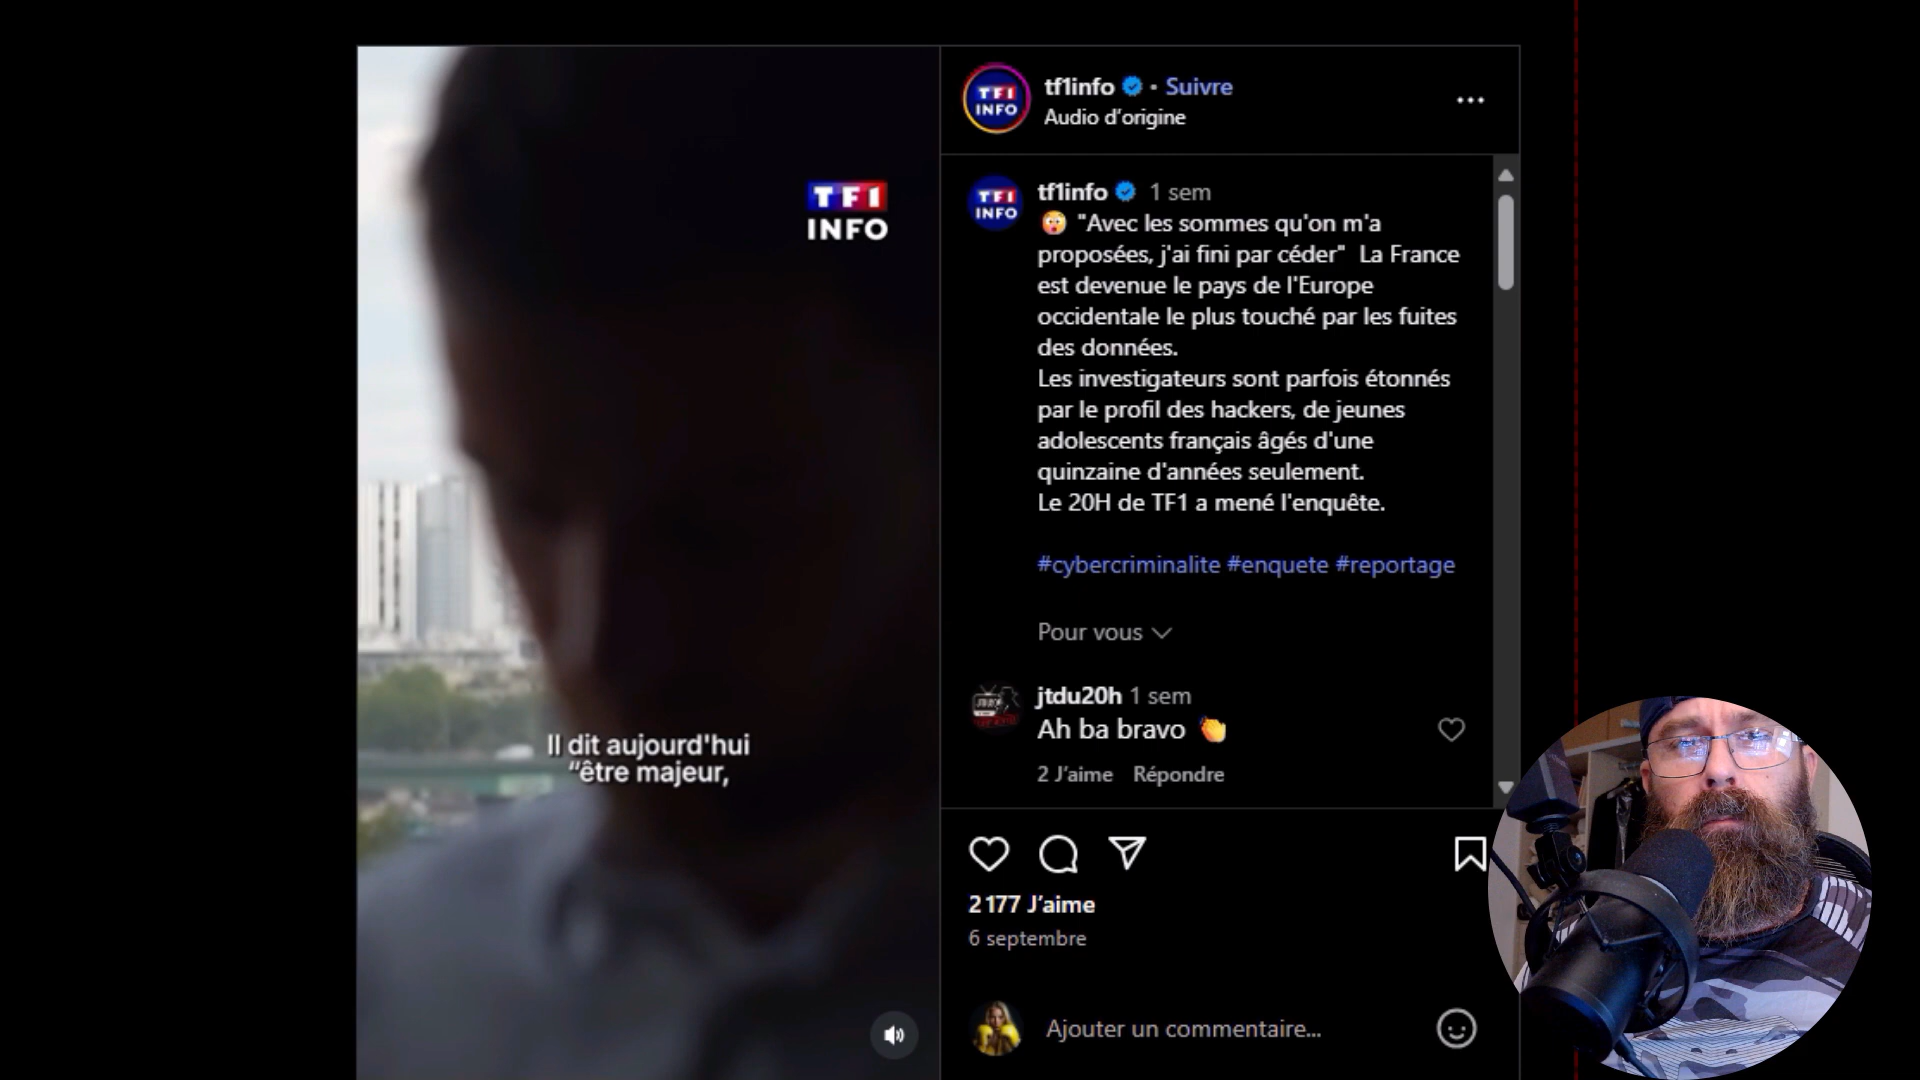 TF1
INFO
Il dit aujourd'hui
“être majeur,
TF1
INFO
tf1info • Suivre
Audio d'origine
TF1
INFO
tf1info 1 sem
"Avec les sommes qu'on m'a
proposées, j'ai fini par céder" La France
est devenue le pays de l'Europe
occidentale le plus touché par les fuites
des données.
Les investigateurs sont parfois étonnés
par le profil des hackers, de jeunes
adolescents français âgés d'une
quinzaine d'années seulement.
Le 20H de TF1 a mené l'enquête.
#cybercriminalite #enquete #reportage
Pour vous
jtdu20h 1 sem
Ah ba bravo
2 J'aime Répondre
2 177 J'aime
6 septembre
Ajouter un commentaire...